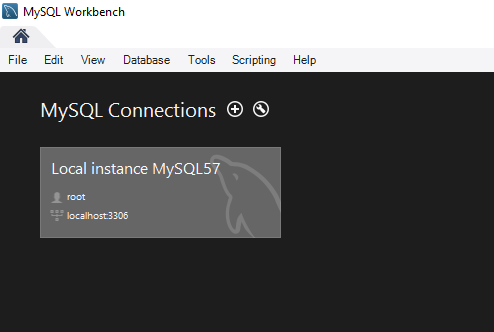 MySQL Workbench
File Edit View Database Tools Scripting Help
MySQL Connections
Local instance MySQL57
root
localhost:3306